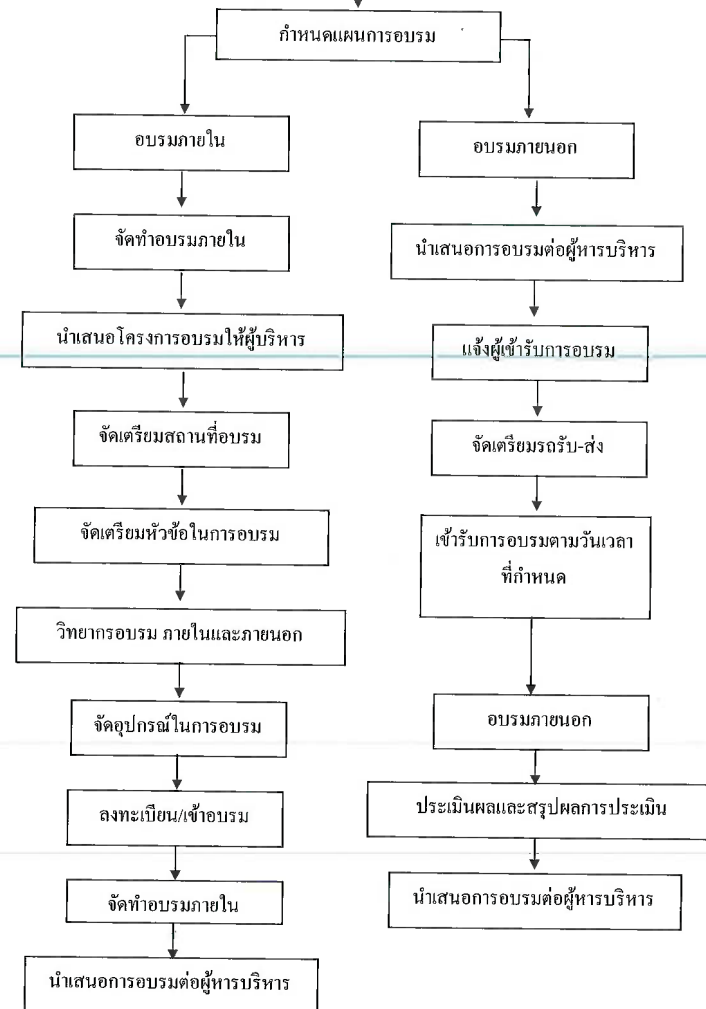 กำหนดแผนการอบรม
อบรมภายใน
จัดทำอบรมภายใน
นำเสนอโครงการอบรมให้ผู้บริหาร
จัดเตรียมสถานที่อบรม
จัดเตรียมหัวข้อในการอบรม
วิทยากรอบรม ภายในและภายนอก
จัดอุปกรณ์ในการอบรม
ลงทะเบียน/เข้าอบรม
จัดทำอบรมภายใน
นำเสนอการอบรมต่อผู้หารบริหาร
อบรมภายนอก
นำเสนอการอบรมต่อผู้หารบริหาร
แจ้งผู้เข้ารับการอบรม
จัดเตรียมรถรับ-ส่ง
เข้ารับการอบรมตามวันเวลา
ที่กำหนด
อบรมภายนอก
ประเมินผลและสรุปผลการประเมิน
นำเสนอการอบรมต่อผู้หารบริหาร